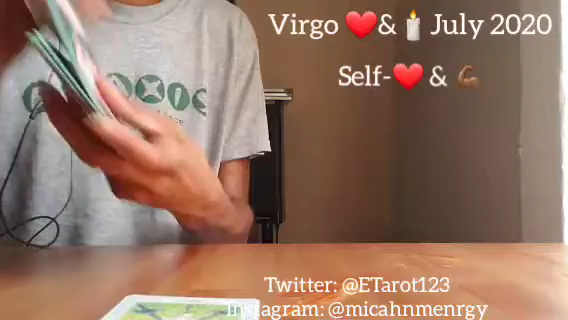 Virgo ❤️&🕯️July 2020
Self-❤️ & 💪🏾
Twitter: @ETarot123
Instagram: @micahnmenrgy